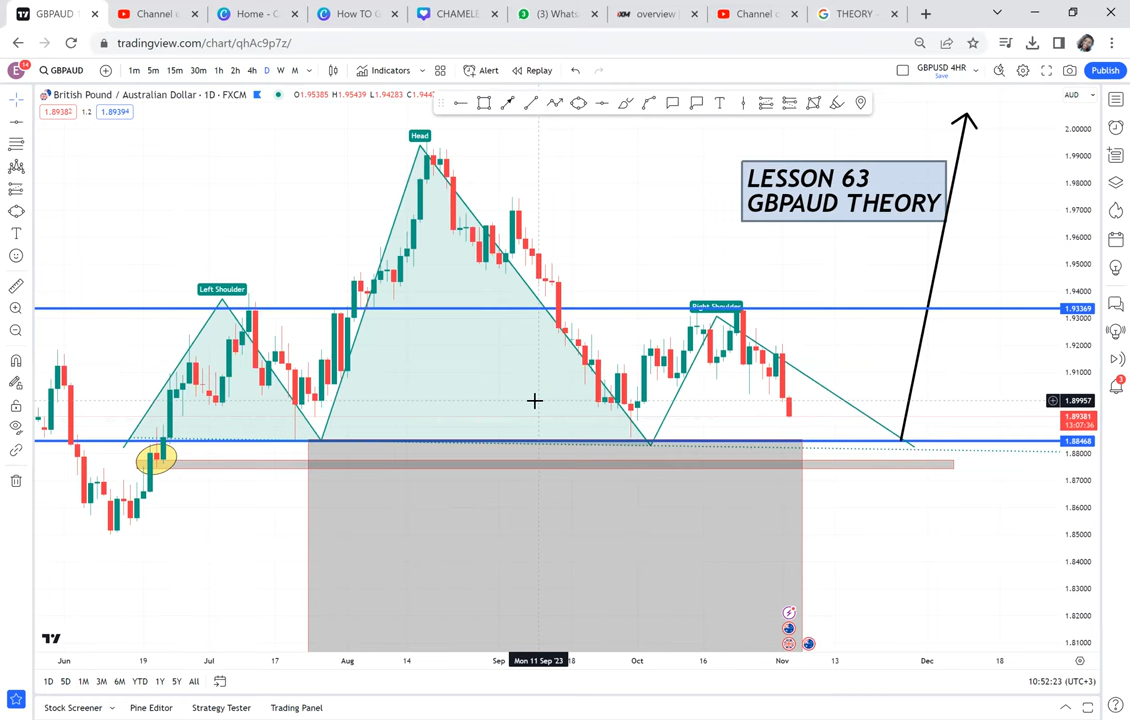 GBPAUD
Channel c
Home - C
How TO G
CHAMELE
(3) Whats
overview
Channel c
THEORY -
tradingview.com/chart/qhAc9p7z/
E
14
GBPAUD
1m 5m 15m 30m 1h 2h 4h D W M
Indicators
Alert
Replay
GBPUSD 4HR
Save
Publish
British Pound / Australian Dollar · 1D · FXCM
O1.95385 H1.95439 L1.94283
1.89382
1.2
1.89394
AUD
2.00000
1.99000
1.98000
1.97000
1.96000
1.95000
1.94000
1.93369
1.93000
1.92000
1.91000
1.89957
1.89381
13:07:36
1.88468
1.88000
1.87000
1.86000
1.85000
1.84000
1.83000
1.82000
1.81000
Head
Left Shoulder
Right Shoulder
LESSON 63
GBPAUD THEORY
3
Jun 19 Jul Aug 14 Sep Mon 11 Sep '23 18 Oct 16 Nov 13 Dec 18
1D 5D 1M 3M 6M YTD 1Y 5Y All
10:52:23 (UTC+3)
Stock Screener
Pine Editor
Strategy Tester
Trading Panel